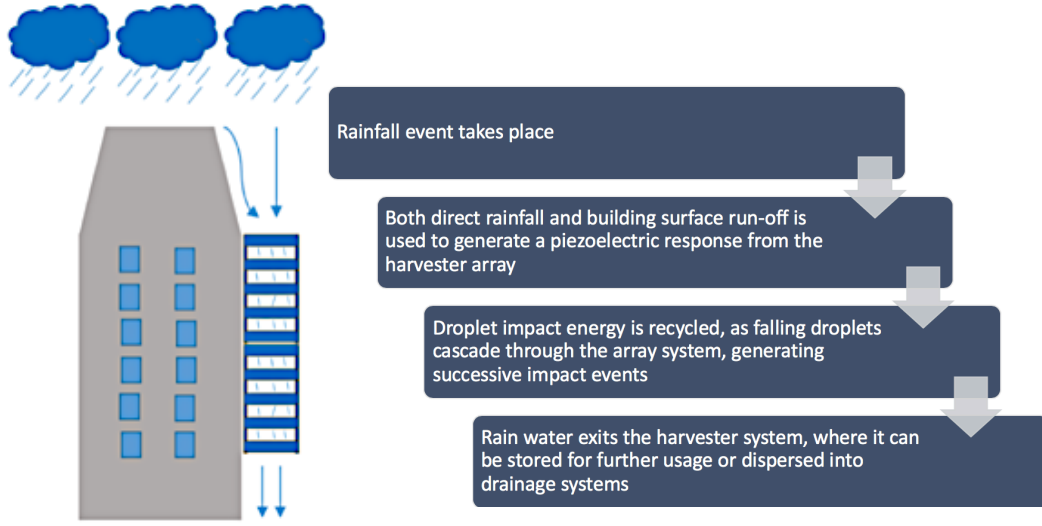 Rainfall event takes place
Both direct rainfall and building surface run-off is
used to generate a piezoelectric response from the
harvester array
Droplet impact energy is recycled, as falling droplets
cascade through the array system, generating
successive impact events
Rain water exits the harvester system, where it can
be stored for further usage or dispersed into
drainage systems